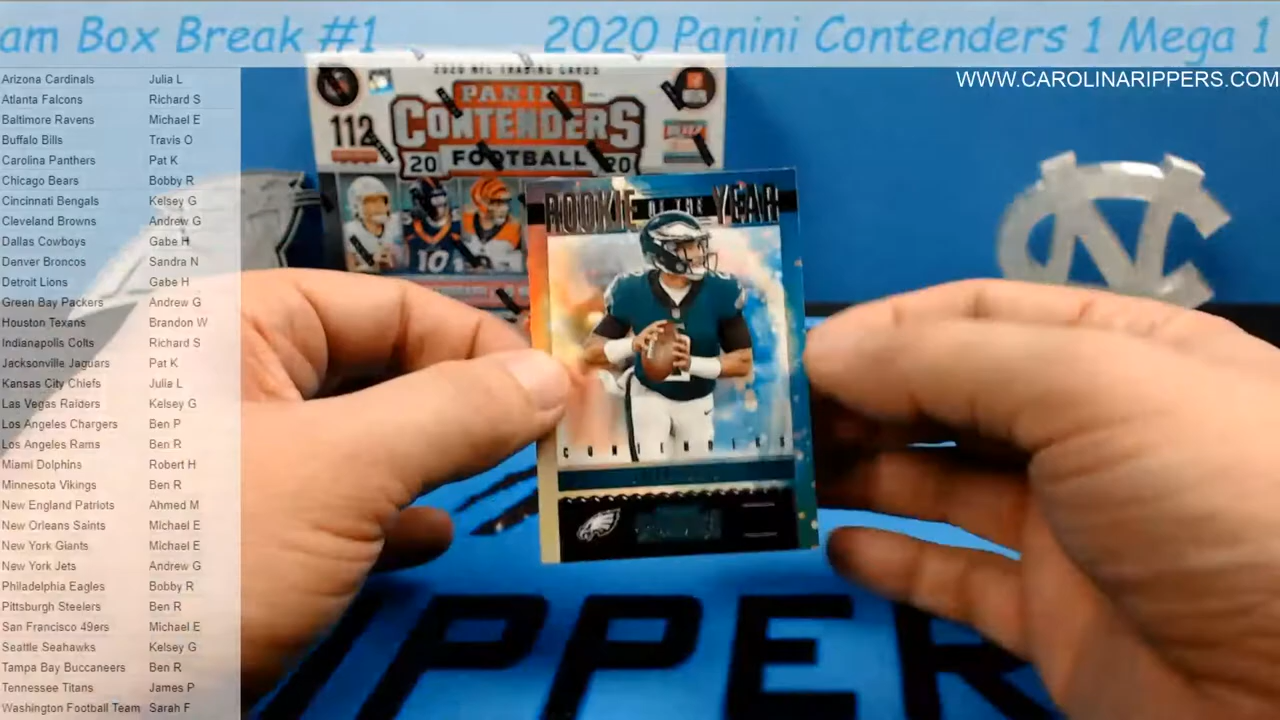 am Box Break #1
2020 Panini Contenders 1 Mega 1
WWW.CAROLINARIPPERS.COM
Arizona Cardinals Julia L
Atlanta Falcons Richard S
Baltimore Ravens Michael E
Buffalo Bills Travis O
Carolina Panthers Pat K
Chicago Bears Bobby R
Cincinnati Bengals Kelsey G
Cleveland Browns Andrew G
Dallas Cowboys Gabe H
Denver Broncos Sandra N
Detroit Lions Gabe H
Green Bay Packers Andrew G
Houston Texans Brandon W
Indianapolis Colts Richard S
Jacksonville Jaguars Pat K
Kansas City Chiefs Julia L
Las Vegas Raiders Kelsey G
Los Angeles Chargers Ben P
Los Angeles Rams Ben R
Miami Dolphins Robert H
Minnesota Vikings Ben R
New England Patriots Ahmed M
New Orleans Saints Michael E
New York Giants Michael E
New York Jets Andrew G
Philadelphia Eagles Bobby R
Pittsburgh Steelers Ben R
San Francisco 49ers Michael E
Seattle Seahawks Kelsey G
Tampa Bay Buccaneers Ben R
Tennessee Titans James P
Washington Football Team Sarah F
2020 NFL TRADING CARDS
PANINI
112 CONTENDERS
20 FOOTBALL 20
10
ROOKIE OF THE YEAR
CONTENDERS
NC
IPPERS